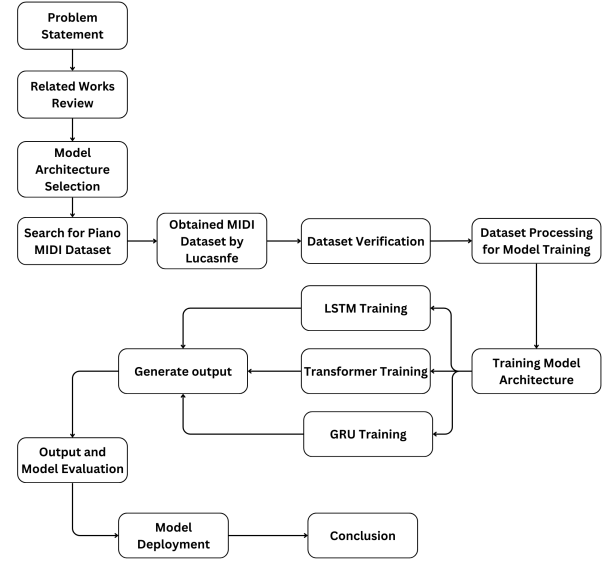 Problem
Statement
Related Works
Review
Model
Architecture
Selection
Search for Piano
MIDI Dataset
Obtained MIDI
Dataset by
Lucasnfe
Dataset Verification
Dataset Processing
for Model Training
LSTM Training
Generate output
Transformer Training
Training Model
Architecture
GRU Training
Output and
Model Evaluation
Model
Deployment
Conclusion